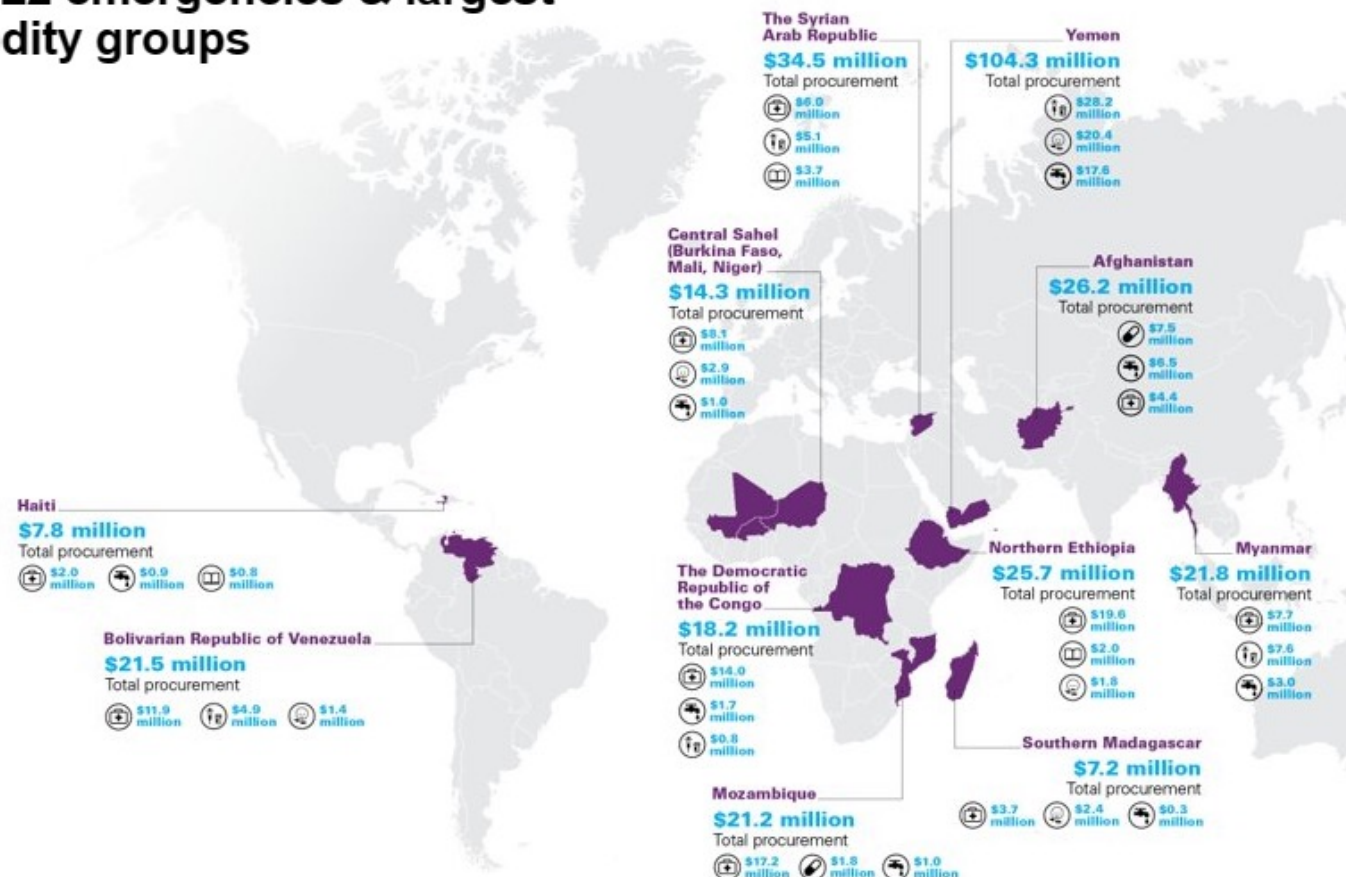 dity groups
The Syrian
Arab Republic
$34.5 million
Total procurement
$6.0
million
$5.1
million
$3.7
million
Yemen
$104.3 million
Total procurement
$28.2
million
$20.4
million
$17.6
million
Central Sahel
(Burkina Faso,
Mali, Niger)
$14.3 million
Total procurement
$8.1
million
$2.9
million
$1.0
million
Afghanistan
$26.2 million
Total procurement
$7.5
million
$6.5
million
$4.4
million
Haiti
$7.8 million
Total procurement
$2.0
million
$0.9
million
$0.8
million
Bolivarian Republic of Venezuela
$21.5 million
Total procurement
$11.9
million
$4.9
million
$1.4
million
The Democratic
Republic of
the Congo
$18.2 million
Total procurement
$14.0
million
$1.7
million
$0.8
million
Northern Ethiopia
$25.7 million
Total procurement
$19.6
million
$2.0
million
$1.8
million
Myanmar
$21.8 million
Total procurement
$7.7
million
$7.6
million
$3.0
million
Southern Madagascar
$7.2 million
Total procurement
$3.7
million
$2.4
million
$0.3
million
Mozambique
$21.2 million
Total procurement
$17.2
million
$1.8
million
$1.0
million